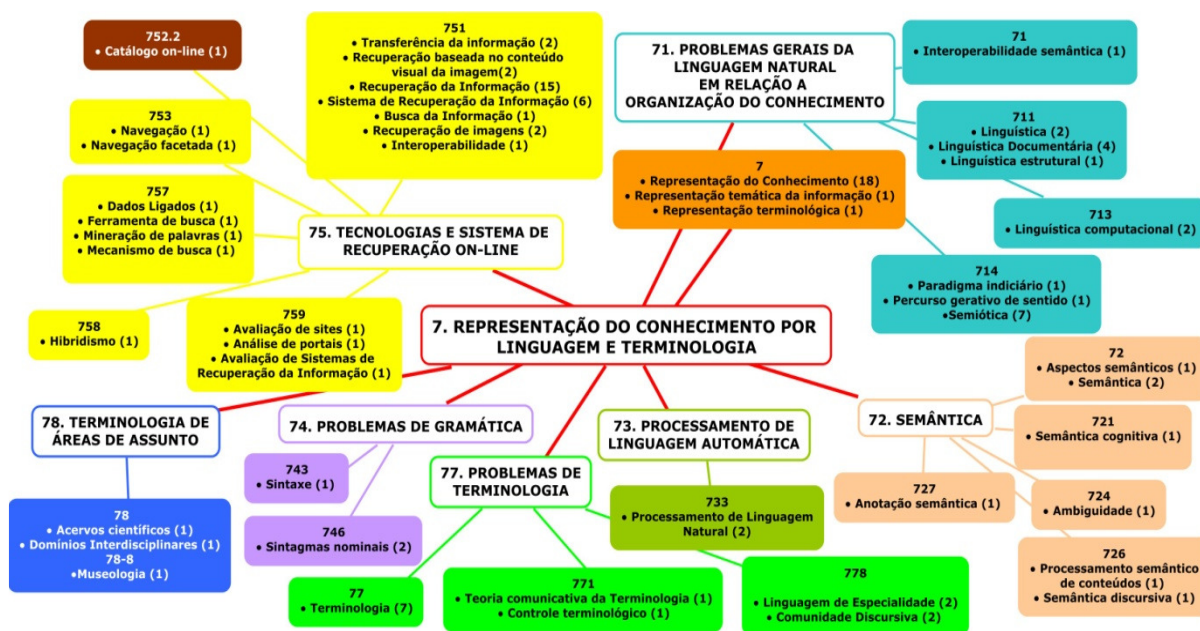 752.2
• Catálogo on-line (1)
751
• Transferência da informação (2)
• Recuperação baseada no conteúdo
visual da imagem(2)
• Recuperação da Informação (15)
• Sistema de Recuperação da Informação (6)
• Busca da Informação (1)
• Recuperação de imagens (2)
• Interoperabilidade (1)
71. PROBLEMAS GERAIS DA
LINGUAGEM NATURAL
EM RELAÇÃO A
ORGANIZAÇÃO DO CONHECIMENTO
71
• Interoperabilidade semântica (1)
753
• Navegação (1)
• Navegação facetada (1)
711
• Linguística (2)
• Linguística Documentária (4)
• Linguística estrutural (1)
7
• Representação do Conhecimento (18)
• Representação temática da informação (1)
• Representação terminológica (1)
757
• Dados Ligados (1)
• Ferramenta de busca (1)
• Mineração de palavras (1)
• Mecanismo de busca (1)
75. TECNOLOGIAS E SISTEMA DE
RECUPERAÇÃO ON-LINE
713
• Linguística computacional (2)
714
• Paradigma indiciário (1)
• Percurso gerativo de sentido (1)
•Semiótica (7)
758
• Hibridismo (1)
759
• Avaliação de sites (1)
• Análise de portais (1)
• Avaliação de Sistemas de
Recuperação da Informação (1)
7. REPRESENTAÇÃO DO CONHECIMENTO POR
LINGUAGEM E TERMINOLOGIA
72
• Aspectos semânticos (1)
• Semântica (2)
78. TERMINOLOGIA DE
ÁREAS DE ASSUNTO
74. PROBLEMAS DE GRAMÁTICA
73. PROCESSAMENTO DE
LINGUAGEM AUTOMÁTICA
72. SEMÂNTICA
721
• Semântica cognitiva (1)
743
• Sintaxe (1)
77. PROBLEMAS DE
TERMINOLOGIA
727
• Anotação semântica (1)
724
• Ambiguidade (1)
78
• Acervos científicos (1)
• Domínios Interdisciplinares (1)
78-8
•Museologia (1)
746
• Sintagmas nominais (2)
733
• Processamento de Linguagem
Natural (2)
726
• Processamento semântico
de conteúdos (1)
• Semântica discursiva (1)
77
• Terminologia (7)
771
• Teoria comunicativa da Terminologia (1)
• Controle terminológico (1)
778
• Linguagem de Especialidade (2)
• Comunidade Discursiva (2)